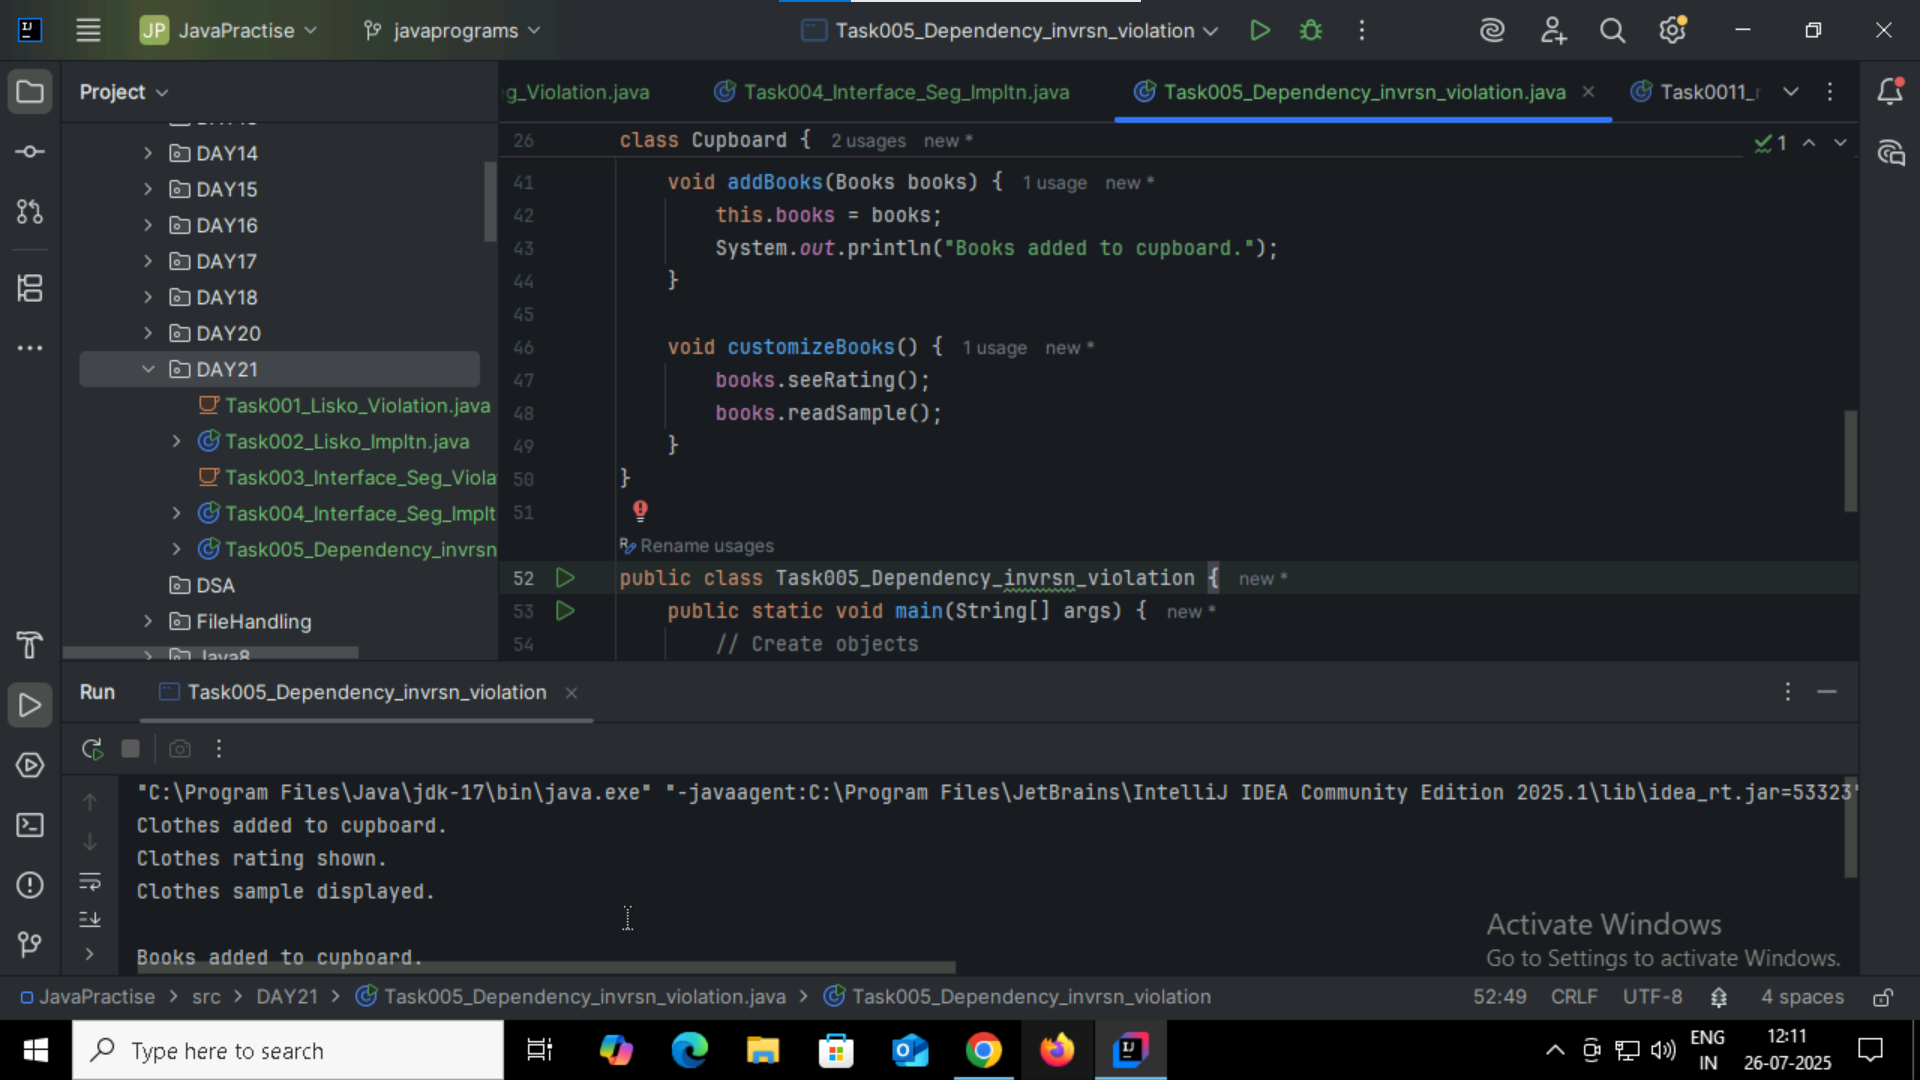 JP JavaPractise
javaprograms
Task005_Dependency_invrsn_violation
Project
DAY14
DAY15
DAY16
DAY17
DAY18
DAY20
DAY21
Task001_Lisko_Violation.java
Task002_Lisko_Impltn.java
Task003_Interface_Seg_Viola
Task004_Interface_Seg_Implt
Task005_Dependency_invrsn
DSA
FileHandling
Java8
g_Violation.java
Task004_Interface_Seg_Impltn.java
Task005_Dependency_invrsn_violation.java
Task0011_
26 class Cupboard { 2 usages new *
1
41 void addBooks(Books books) { 1 usage new *
42 this.books = books;
43 System.out.println("Books added to cupboard.");
44 }
45
46 void customizeBooks() { 1 usage new *
47 books.seeRating();
48 books.readSample();
49 }
50 }
51
Rename usages
52 public class Task005_Dependency_invrsn_violation { new *
53 public static void main(String[] args) { new *
54 // Create objects
Run Task005_Dependency_invrsn_violation
"C:\Program Files\Java\jdk-17\bin\java.exe" "-javaagent:C:\Program Files\JetBrains\IntelliJ IDEA Community Edition 2025.1\lib\idea_rt.jar=53323"
Clothes added to cupboard.
Clothes rating shown.
Clothes sample displayed.
Books added to cupboard.
Activate Windows
Go to Settings to activate Windows.
JavaPractise > src > DAY21 > Task005_Dependency_invrsn_violation.java > Task005_Dependency_invrsn_violation
52:49 CRLF UTF-8 4 spaces
Type here to search
ENG
IN
12:11
26-07-2025